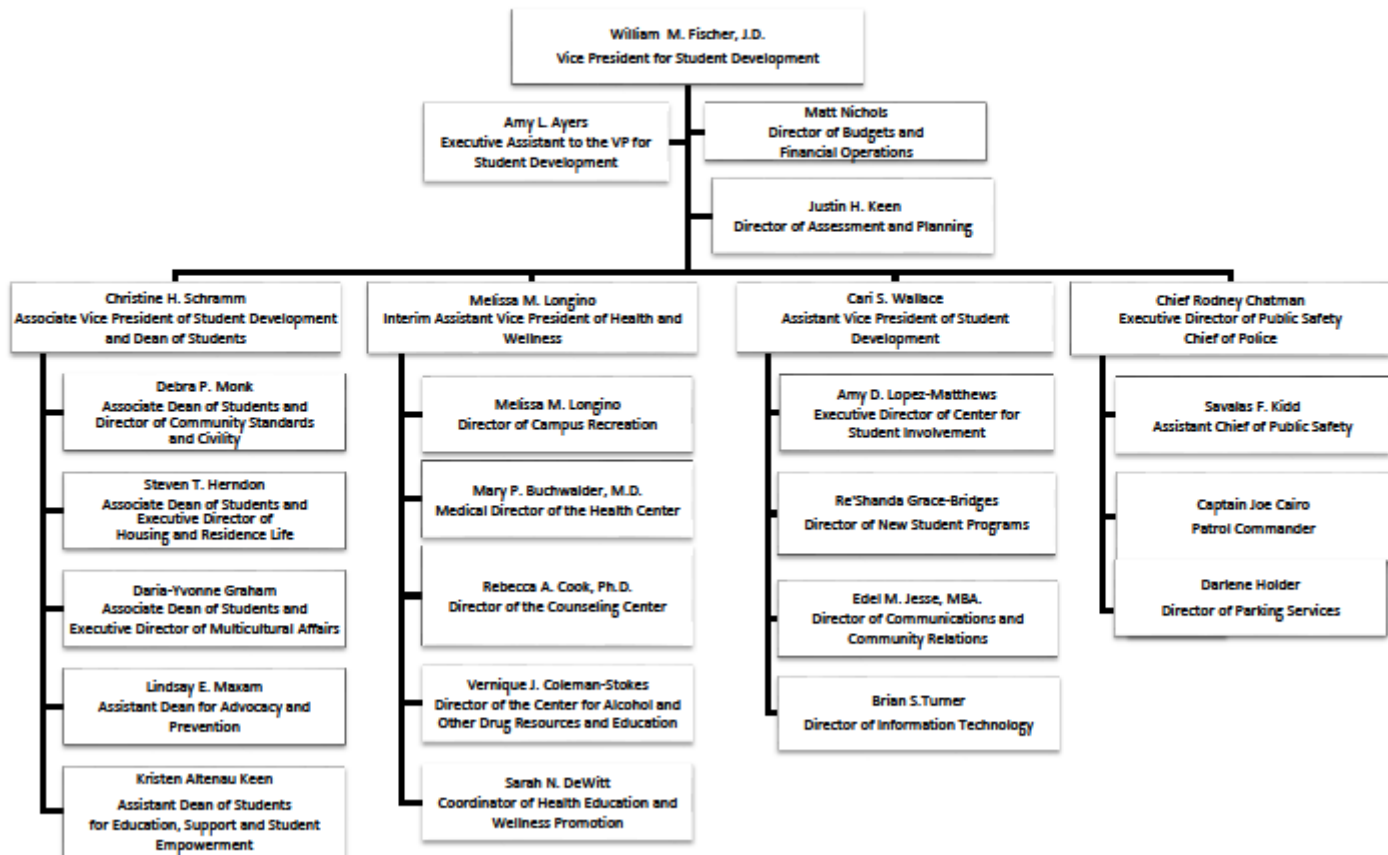 William M. Fischer, J.D.
Vice President for Student Development
Amy L. Ayers
Executive Assistant to the VP for
Student Development
Matt Nichols
Director of Budgets and
Financial Operations
Justin H. Keen
Director of Assessment and Planning
Christine H. Schramm
Associate Vice President of Student Development
and Dean of Students
Debra P. Monk
Associate Dean of Students and
Director of Community Standards
and Civility
Steven T. Herndon
Associate Dean of Students and
Executive Director of
Housing and Residence Life
Daria-Yvonne Graham
Associate Dean of Students and
Executive Director of Multicultural Affairs
Lindsay E. Maxam
Assistant Dean for Advocacy and
Prevention
Kristen Altenau Keen
Assistant Dean of Students
for Education, Support and Student
Empowerment
Melissa M. Longino
Interim Assistant Vice President of Health and
Wellness
Melissa M. Longino
Director of Campus Recreation
Mary P. Buchwalder, M.D.
Medical Director of the Health Center
Rebecca A. Cook, Ph.D.
Director of the Counseling Center
Vernique J. Coleman-Stokes
Director of the Center for Alcohol and
Other Drug Resources and Education
Sarah N. DeWitt
Coordinator of Health Education and
Wellness Promotion
Cari S. Wallace
Assistant Vice President of Student
Development
Amy D. Lopez-Matthews
Executive Director of Center for
Student Involvement
Re'Shanda Grace-Bridges
Director of New Student Programs
Edel M. Jesse, MBA.
Director of Communications and
Community Relations
Brian S.Turner
Director of Information Technology
Chief Rodney Chatman
Executive Director of Public Safety
Chief of Police
Savalas F. Kidd
Assistant Chief of Public Safety
Captain Joe Cairo
Patrol Commander
Darlene Holder
Director of Parking Services